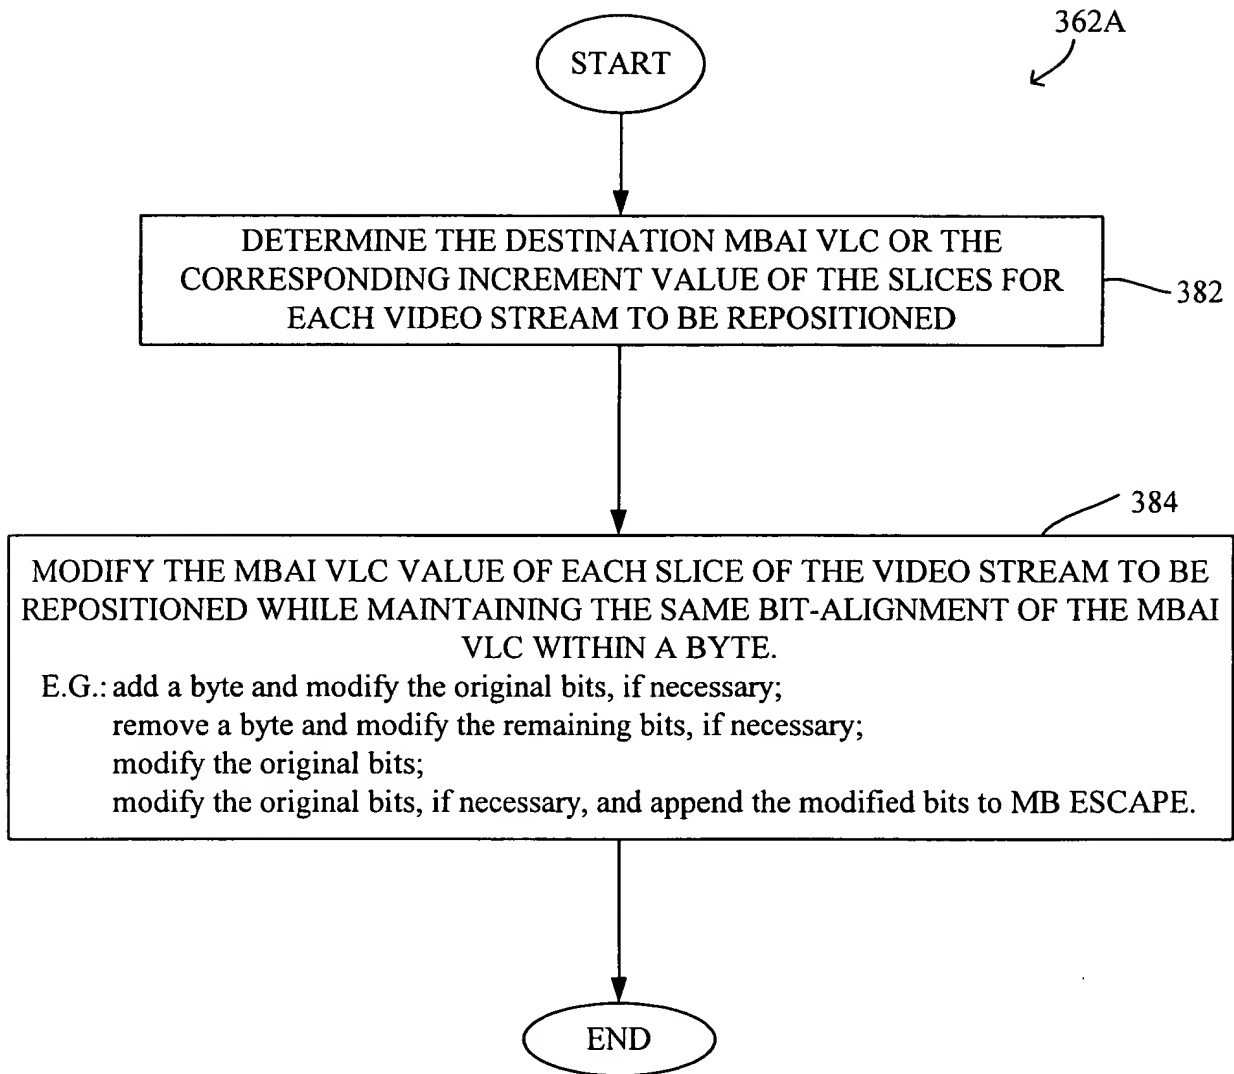 362A
START
DETERMINE THE DESTINATION MBAI VLC OR THE
CORRESPONDING INCREMENT VALUE OF THE SLICES FOR
EACH VIDEO STREAM TO BE REPOSITIONED
382
384
MODIFY THE MBAI VLC VALUE OF EACH SLICE OF THE VIDEO STREAM TO BE
REPOSITIONED WHILE MAINTAINING THE SAME BIT-ALIGNMENT OF THE MBAI
VLC WITHIN A BYTE.
E.G.: add a byte and modify the original bits, if necessary;
remove a byte and modify the remaining bits, if necessary;
modify the original bits;
modify the original bits, if necessary, and append the modified bits to MB ESCAPE.
END